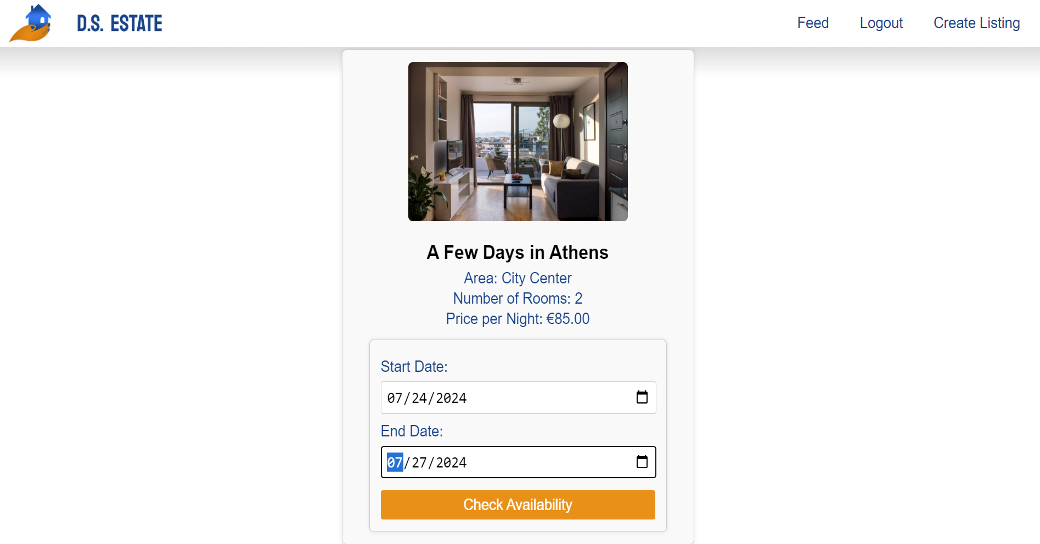 D.S. ESTATE
Feed Logout Create Listing
A Few Days in Athens
Area: City Center
Number of Rooms: 2
Price per Night: €85.00
Start Date:
07/24/2024
End Date:
07/27/2024
Check Availability